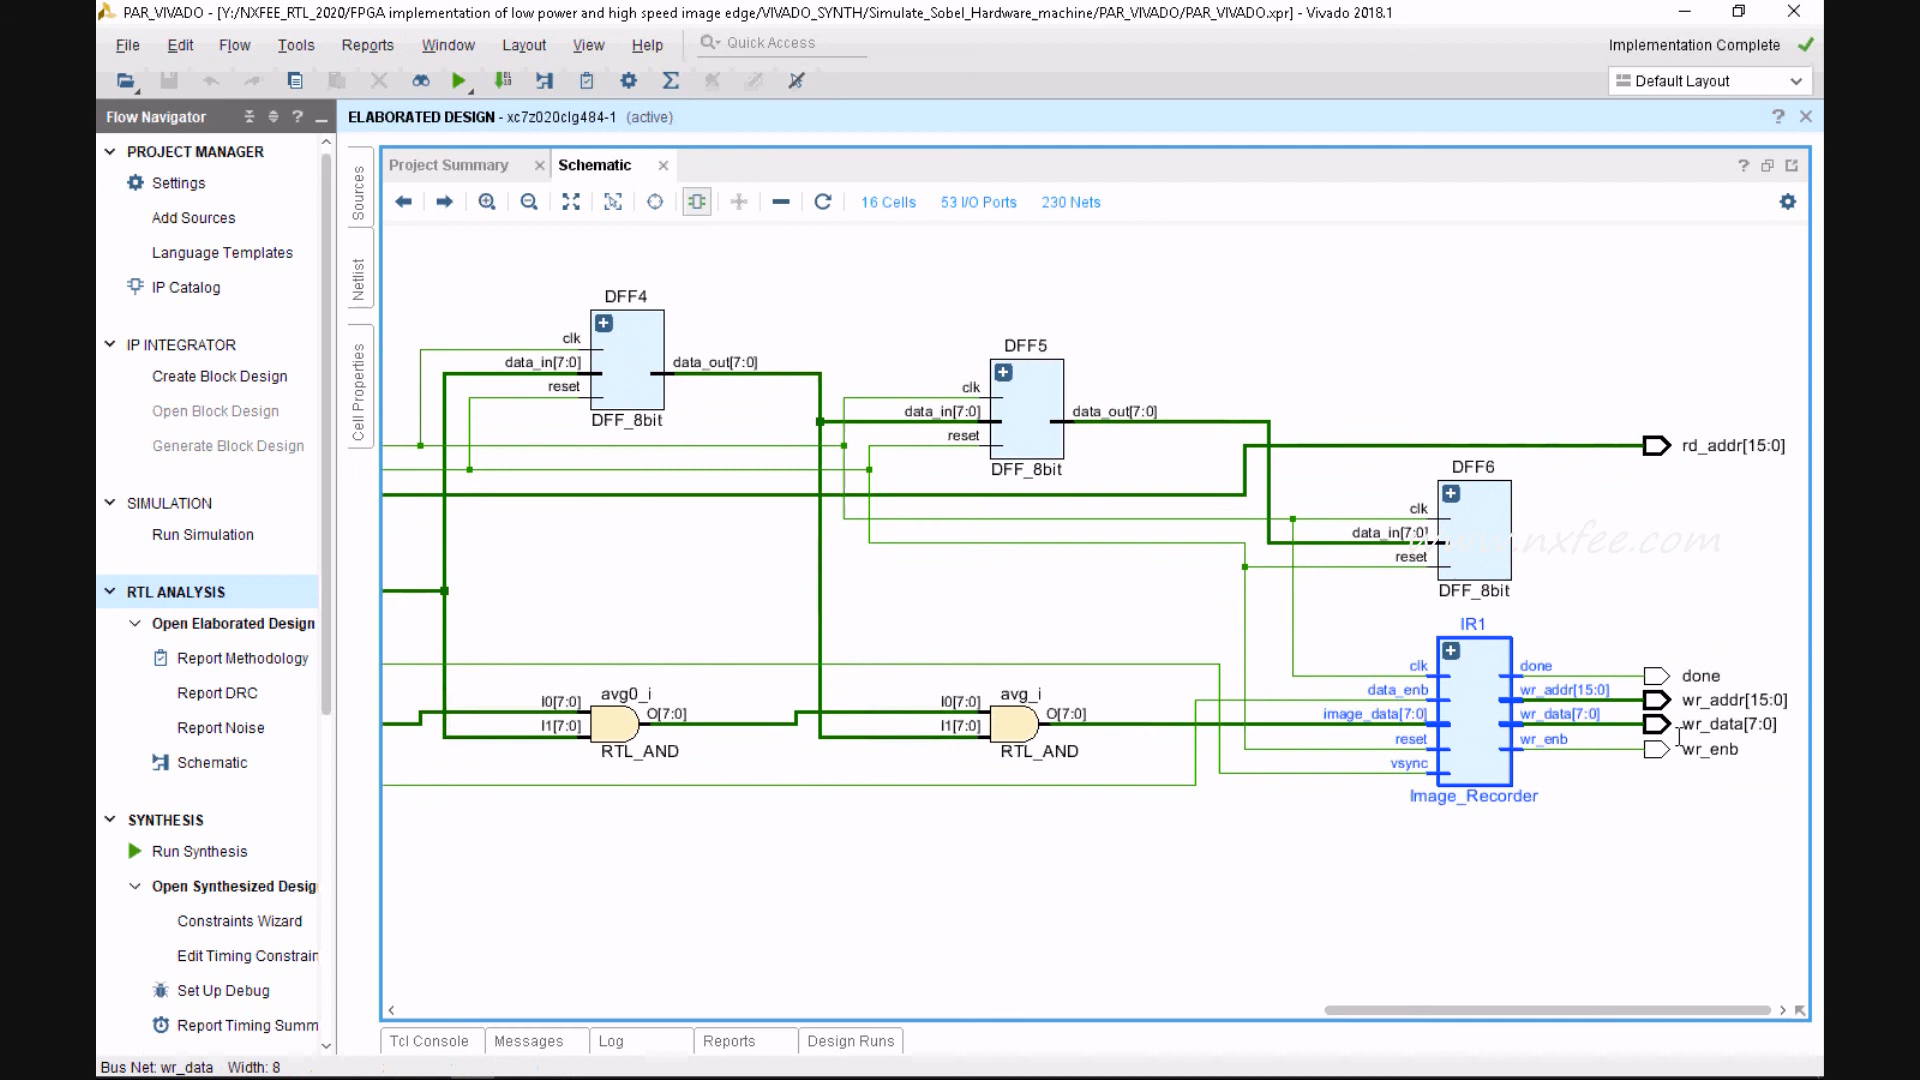 PAR_VIVADO - [Y:/NXFEE_RTL_2020/FPGA implementation of low power and high speed image edge/VIVADO_SYNTH/Simulate_Sobel_Hardware_machine/PAR_VIVADO/PAR_VIVADO.xpr] - Vivado 2018.1
File Edit Flow Tools Reports Window Layout View Help Quick Access
Implementation Complete
Default Layout
Flow Navigator
ELABORATED DESIGN - xc7z020clg484-1 (active)
PROJECT MANAGER
Settings
Add Sources
Language Templates
IP Catalog
IP INTEGRATOR
Create Block Design
Open Block Design
Generate Block Design
SIMULATION
Run Simulation
RTL ANALYSIS
Open Elaborated Design
Report Methodology
Report DRC
Report Noise
Schematic
SYNTHESIS
Run Synthesis
Open Synthesized Desig
Constraints Wizard
Edit Timing Constrain
Set Up Debug
Report Timing Summ
Sources
Netlist
Cell Properties
Project Summary
Schematic
16 Cells 53 I/O Ports 230 Nets
DFF4
clk
data_in[7:0] data_out[7:0]
reset
DFF_8bit
DFF5
clk
data_in[7:0] data_out[7:0]
reset
DFF_8bit
rd_addr[15:0]
DFF6
clk
data_in[7:0]
reset
DFF_8bit
www.nxfee.com
avg0_i
I0[7:0] O[7:0]
I1[7:0]
RTL_AND
avg_i
I0[7:0] O[7:0]
I1[7:0]
RTL_AND
IR1
clk done
data_enb wr_addr[15:0]
image_data[7:0] wr_data[7:0]
reset wr_enb
vsync
Image_Recorder
done
wr_addr[15:0]
wr_data[7:0]
wr_enb
Tcl Console Messages Log Reports Design Runs
Bus Net: wr_data Width: 8